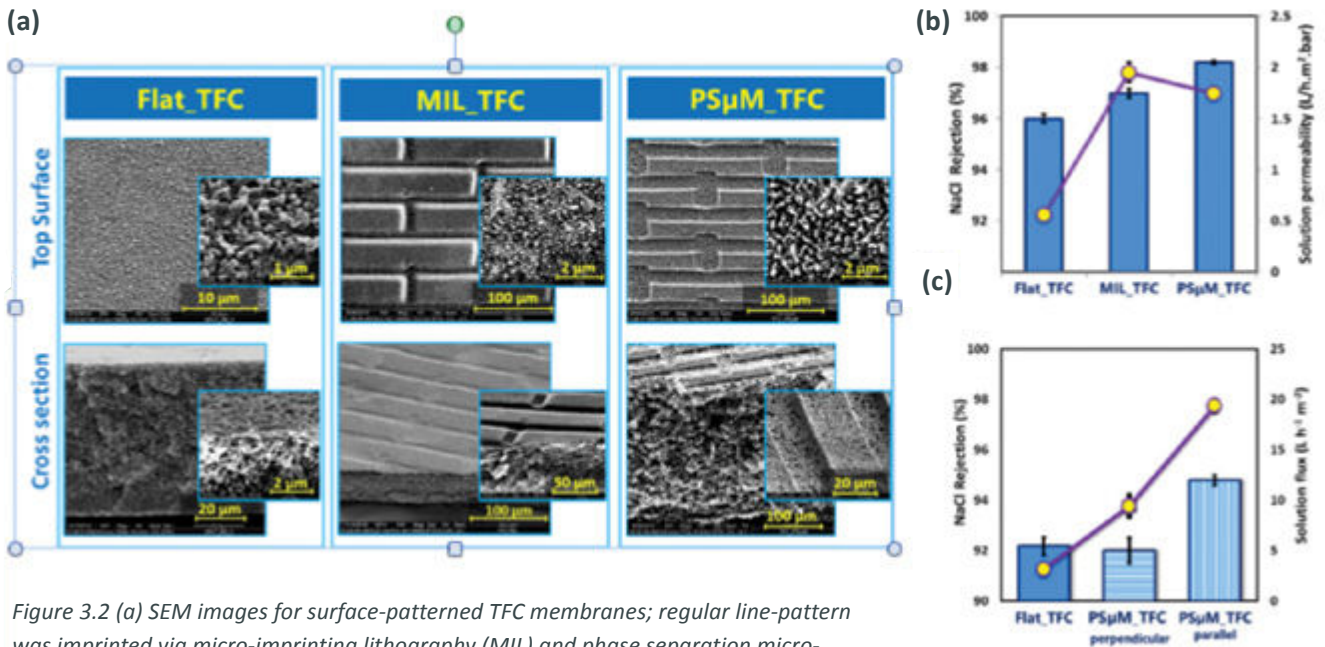 (a)
Flat_TFC
MIL_TFC
PSµM_TFC
Top Surface
1 µm
10 µm
2 µm
100 µm
2 µm
100 µm
Cross section
2 µm
20 µm
50 µm
100 µm
20 µm
100 µm
(b)
NaCl Rejection (%)
100
98
96
94
92
Solution permeability (L/h.m².bar)
2.5
2
1.5
1
0.5
0
Flat_TFC
MIL_TFC
PSµM_TFC
(c)
NaCl Rejection (%)
100
98
96
94
92
90
Solution flux (L h⁻¹ m⁻²)
25
20
15
10
5
0
Flat_TFC
PSµM_TFC perpendicular
PSµM_TFC parallel
Figure 3.2 (a) SEM images for surface-patterned TFC membranes; regular line-pattern
was imprinted via micro-imprinting lithography (MIL) and phase separation micro-